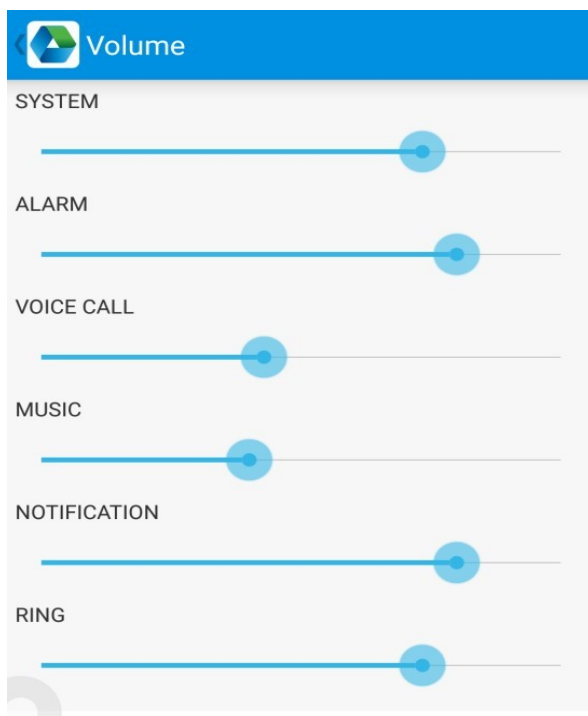 Volume
SYSTEM
ALARM
VOICE CALL
MUSIC
NOTIFICATION
RING